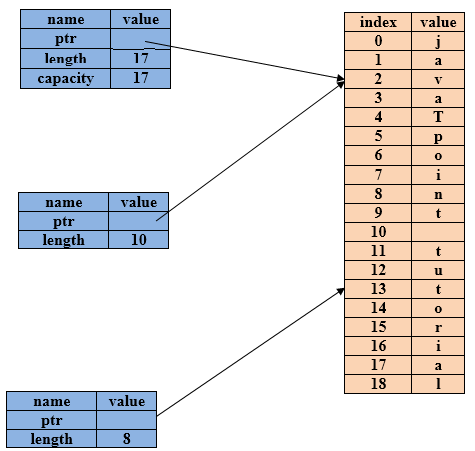 name value
ptr
length 17
capacity 17
name value
ptr
length 10
name value
ptr
length 8
index value
0 j
1 a
2 v
3 a
4 T
5 p
6 o
7 i
8 n
9 t
10
11 t
12 u
13 t
14 o
15 r
16 i
17 a
18 l